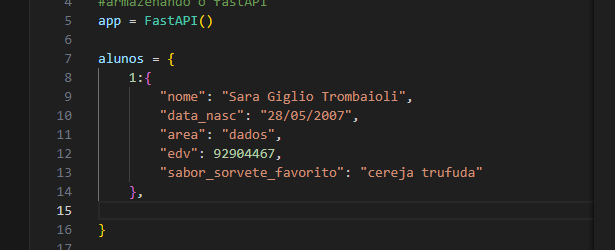 4 #armazenando o fastAPI
5 app = FastAPI()
6
7 alunos = {
8 1:{
9 "nome": "Sara Giglio Trombaioli",
10 "data_nasc": "28/05/2007",
11 "area": "dados",
12 "edv": 92904467,
13 "sabor_sorvete_favorito": "cereja trufuda"
14 },
15
16 }
17